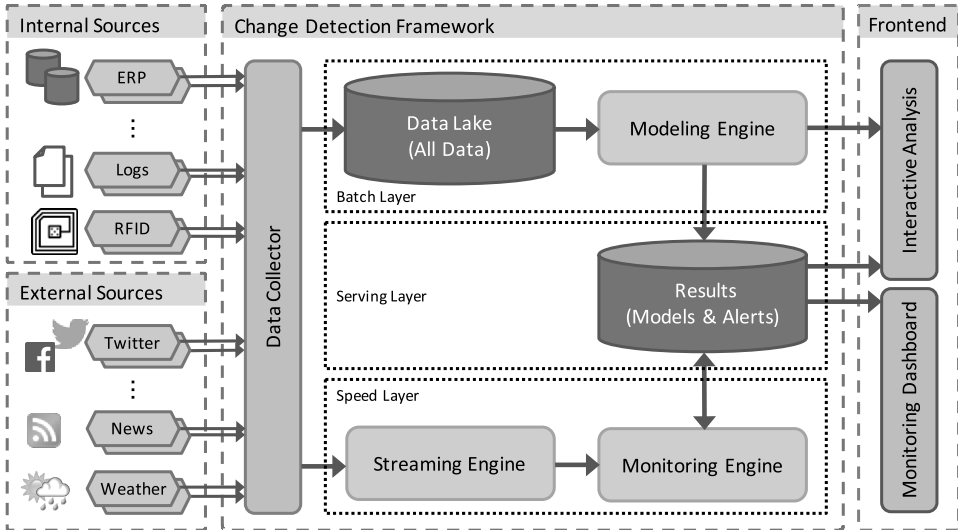 Internal Sources
ERP
Logs
RFID
External Sources
Twitter
News
Weather
Change Detection Framework
Data Collector
Data Lake
(All Data)
Modeling Engine
Batch Layer
Serving Layer
Results
(Models & Alerts)
Speed Layer
Streaming Engine
Monitoring Engine
Frontend
Interactive Analysis
Monitoring Dashboard